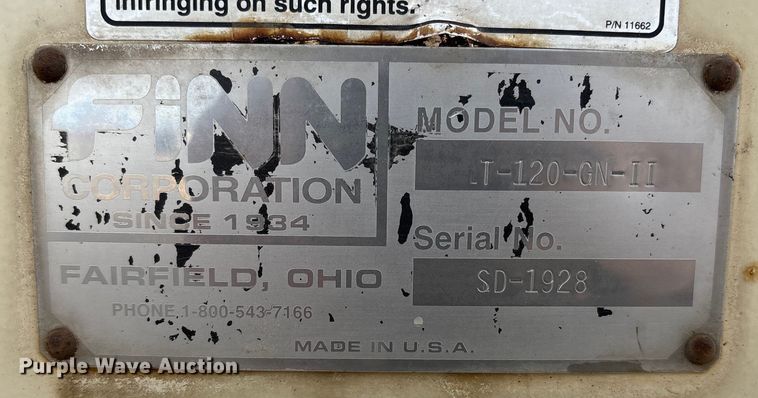 infringing on such rights.
P/N 11662
FINN
CORPORATION
SINCE 1934
FAIRFIELD, OHIO
PHONE 1-800-543-7166
MODEL NO.
T-120-GN-II
Serial No.
SD-1928
MADE IN U.S.A.
Purple Wave Auction